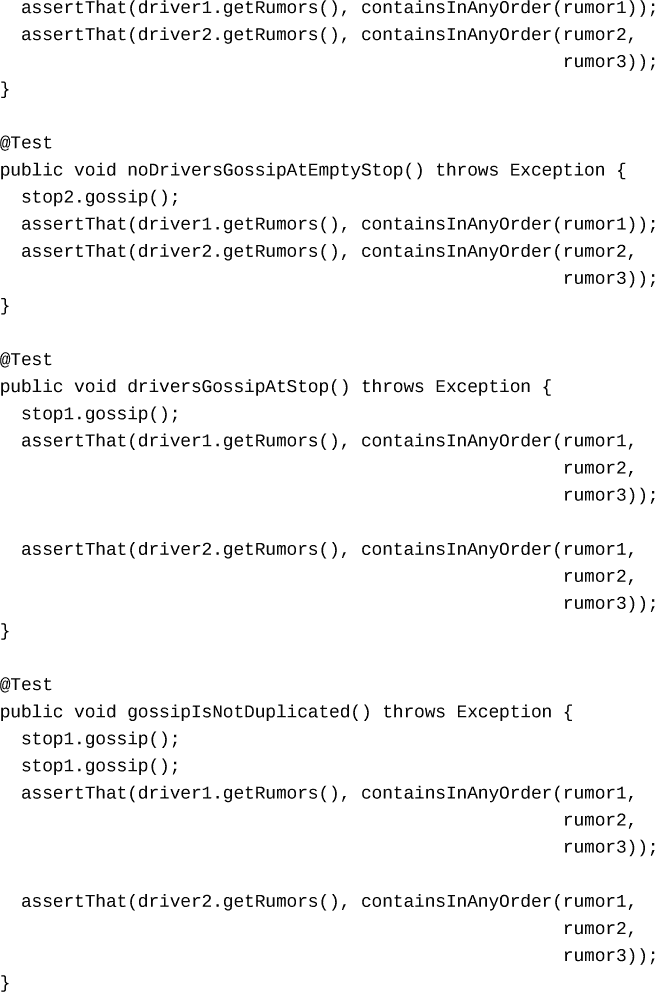 assertThat(driver1.getRumors(), containsInAnyOrder(rumor1));
  assertThat(driver2.getRumors(), containsInAnyOrder(rumor2,
                                                     rumor3));
}

@Test
public void noDriversGossipAtEmptyStop() throws Exception {
  stop2.gossip();
  assertThat(driver1.getRumors(), containsInAnyOrder(rumor1));
  assertThat(driver2.getRumors(), containsInAnyOrder(rumor2,
                                                     rumor3));
}

@Test
public void driversGossipAtStop() throws Exception {
  stop1.gossip();
  assertThat(driver1.getRumors(), containsInAnyOrder(rumor1,
                                                     rumor2,
                                                     rumor3));

  assertThat(driver2.getRumors(), containsInAnyOrder(rumor1,
                                                     rumor2,
                                                     rumor3));
}

@Test
public void gossipIsNotDuplicated() throws Exception {
  stop1.gossip();
  stop1.gossip();
  assertThat(driver1.getRumors(), containsInAnyOrder(rumor1,
                                                     rumor2,
                                                     rumor3));

  assertThat(driver2.getRumors(), containsInAnyOrder(rumor1,
                                                     rumor2,
                                                     rumor3));
}